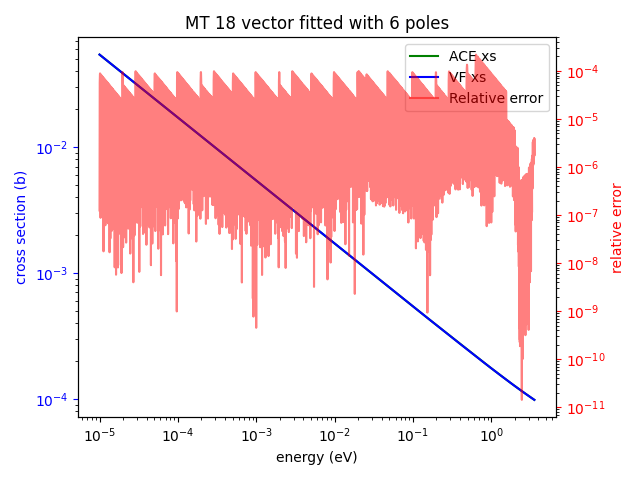 MT 18 vector fitted with 6 poles
ACE xs
VF xs
Relative error
cross section (b)
10⁻²
10⁻³
10⁻⁴
10⁻⁴
10⁻⁵
10⁻⁶
10⁻⁷
10⁻⁸
10⁻⁹
10⁻¹⁰
10⁻¹¹
relative error
10⁻⁵ 10⁻⁴ 10⁻³ 10⁻² 10⁻¹ 10⁰
energy (eV)